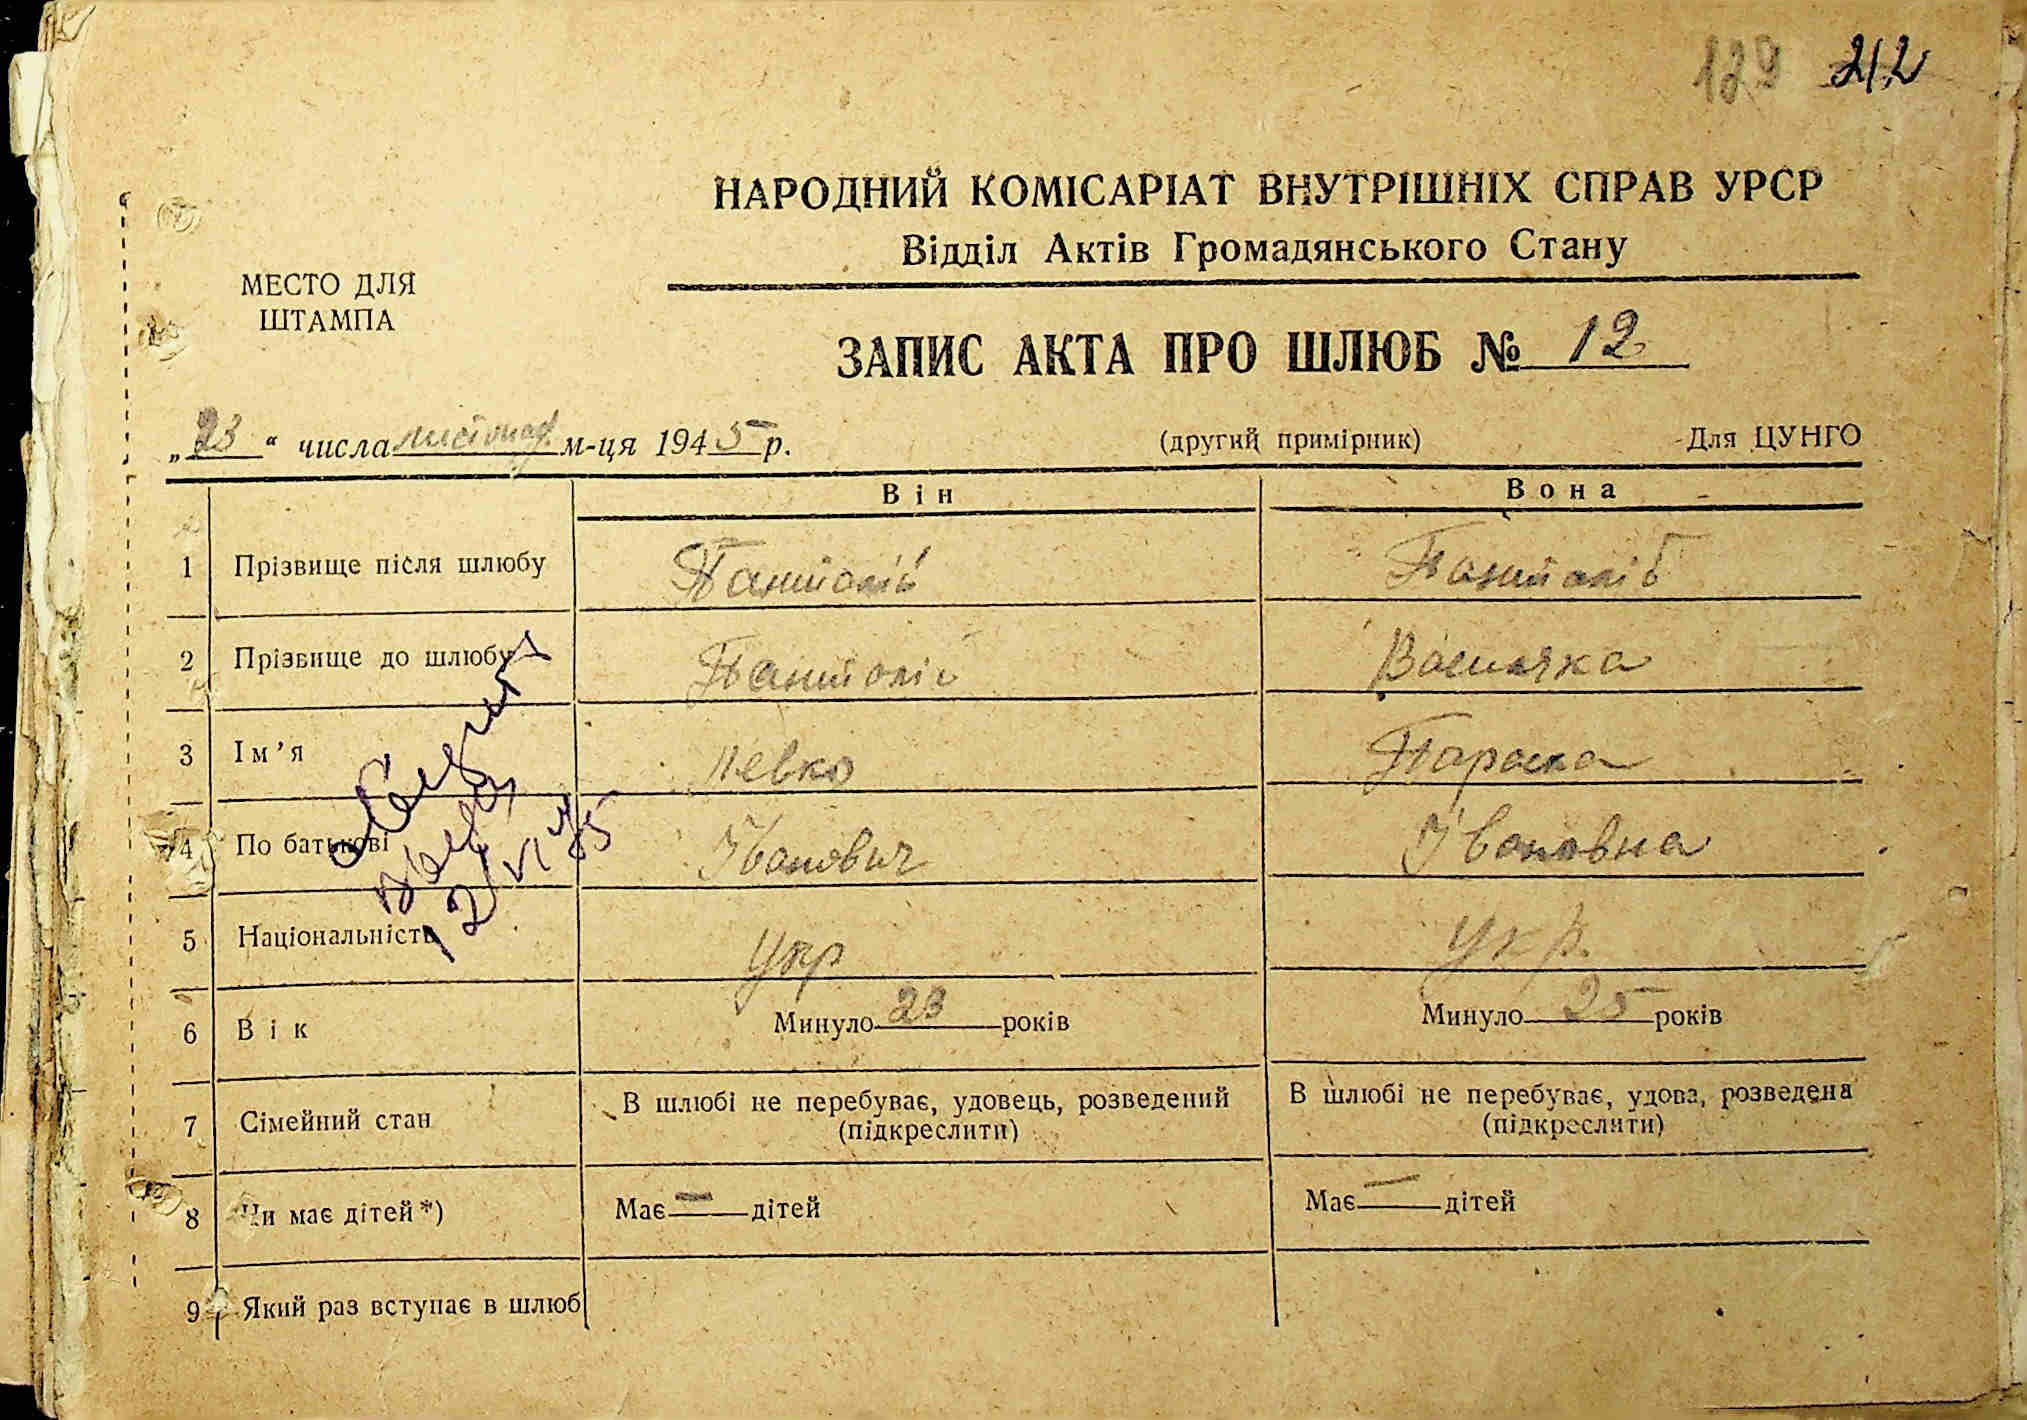 129 212
НАРОДНИЙ КОМІСАРІАТ ВНУТРІШНІХ СПРАВ УРСР
Відділ Актів Громадянського Стану
МЕСТО ДЛЯ
ШТАМПА
ЗАПИС АКТА ПРО ШЛЮБ № 12
„23“ числа листопад м-ця 1945 р.
(другий примірник) Для ЦУНГО
Він Вона
1 Прізвище після шлюбу
2 Прізвище до шлюбу
3 Ім’я Левко Параска
4 По батькові Іванович Івановна
5 Національність Укр Укр.
6 Вік Минуло 23 років Минуло 25 років
7 Сімейний стан В шлюбі не перебуває, удовець, розведений В шлюбі не перебуває, удова, розведена
(підкреслити) (підкреслити)
8 Чи має дітей*) Має — дітей Має — дітей
9 Який раз вступає в шлюб